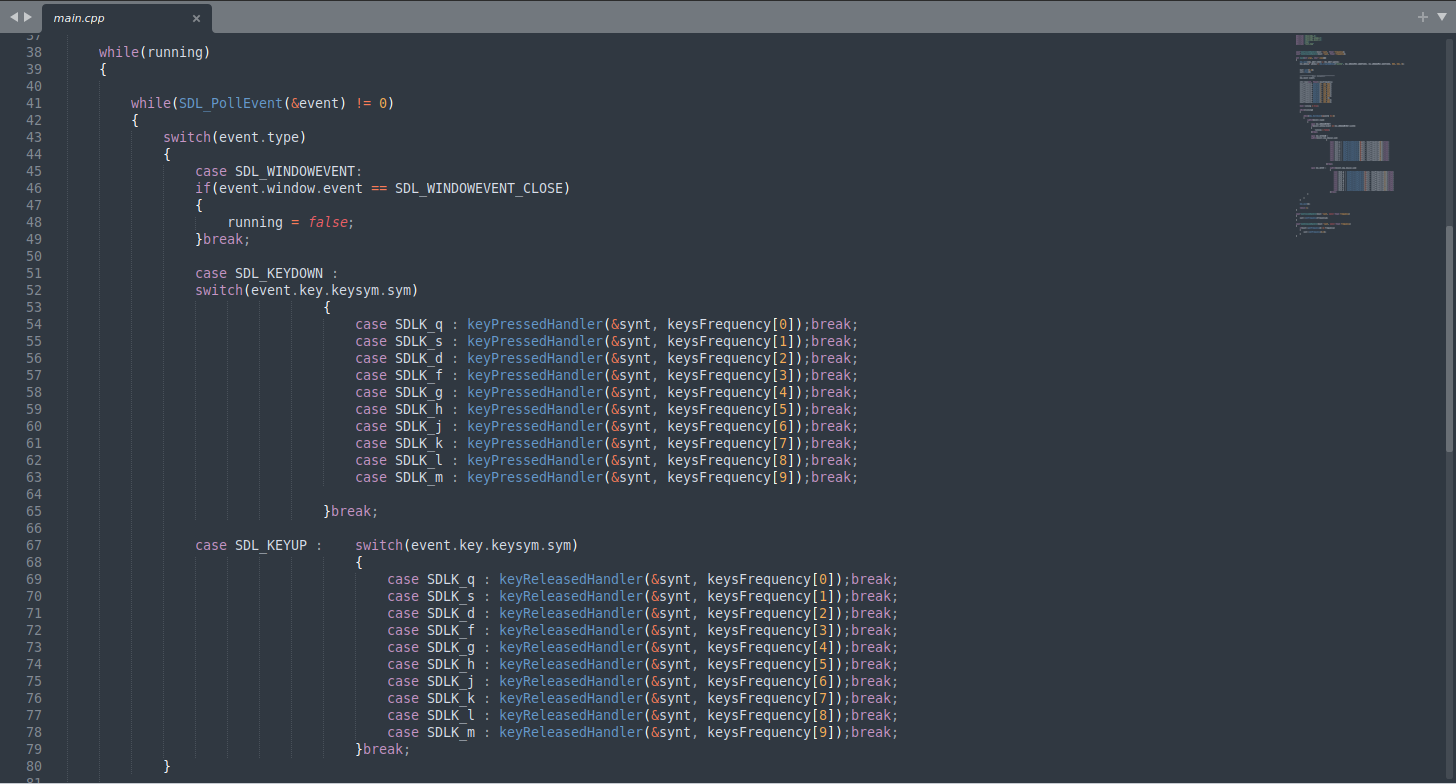 main.cpp ×
37
38 while(running)
39 {
40
41 while(SDL_PollEvent(&event) != 0)
42 {
43 switch(event.type)
44 {
45 case SDL_WINDOWEVENT:
46 if(event.window.event == SDL_WINDOWEVENT_CLOSE)
47 {
48 running = false;
49 }break;
50
51 case SDL_KEYDOWN :
52 switch(event.key.keysym.sym)
53 {
54 case SDLK_q : keyPressedHandler(&synt, keysFrequency[0]);break;
55 case SDLK_s : keyPressedHandler(&synt, keysFrequency[1]);break;
56 case SDLK_d : keyPressedHandler(&synt, keysFrequency[2]);break;
57 case SDLK_f : keyPressedHandler(&synt, keysFrequency[3]);break;
58 case SDLK_g : keyPressedHandler(&synt, keysFrequency[4]);break;
59 case SDLK_h : keyPressedHandler(&synt, keysFrequency[5]);break;
60 case SDLK_j : keyPressedHandler(&synt, keysFrequency[6]);break;
61 case SDLK_k : keyPressedHandler(&synt, keysFrequency[7]);break;
62 case SDLK_l : keyPressedHandler(&synt, keysFrequency[8]);break;
63 case SDLK_m : keyPressedHandler(&synt, keysFrequency[9]);break;
64
65 }break;
66
67 case SDL_KEYUP : switch(event.key.keysym.sym)
68 {
69 case SDLK_q : keyReleasedHandler(&synt, keysFrequency[0]);break;
70 case SDLK_s : keyReleasedHandler(&synt, keysFrequency[1]);break;
71 case SDLK_d : keyReleasedHandler(&synt, keysFrequency[2]);break;
72 case SDLK_f : keyReleasedHandler(&synt, keysFrequency[3]);break;
73 case SDLK_g : keyReleasedHandler(&synt, keysFrequency[4]);break;
74 case SDLK_h : keyReleasedHandler(&synt, keysFrequency[5]);break;
75 case SDLK_j : keyReleasedHandler(&synt, keysFrequency[6]);break;
76 case SDLK_k : keyReleasedHandler(&synt, keysFrequency[7]);break;
77 case SDLK_l : keyReleasedHandler(&synt, keysFrequency[8]);break;
78 case SDLK_m : keyReleasedHandler(&synt, keysFrequency[9]);break;
79 }break;
80 }
81